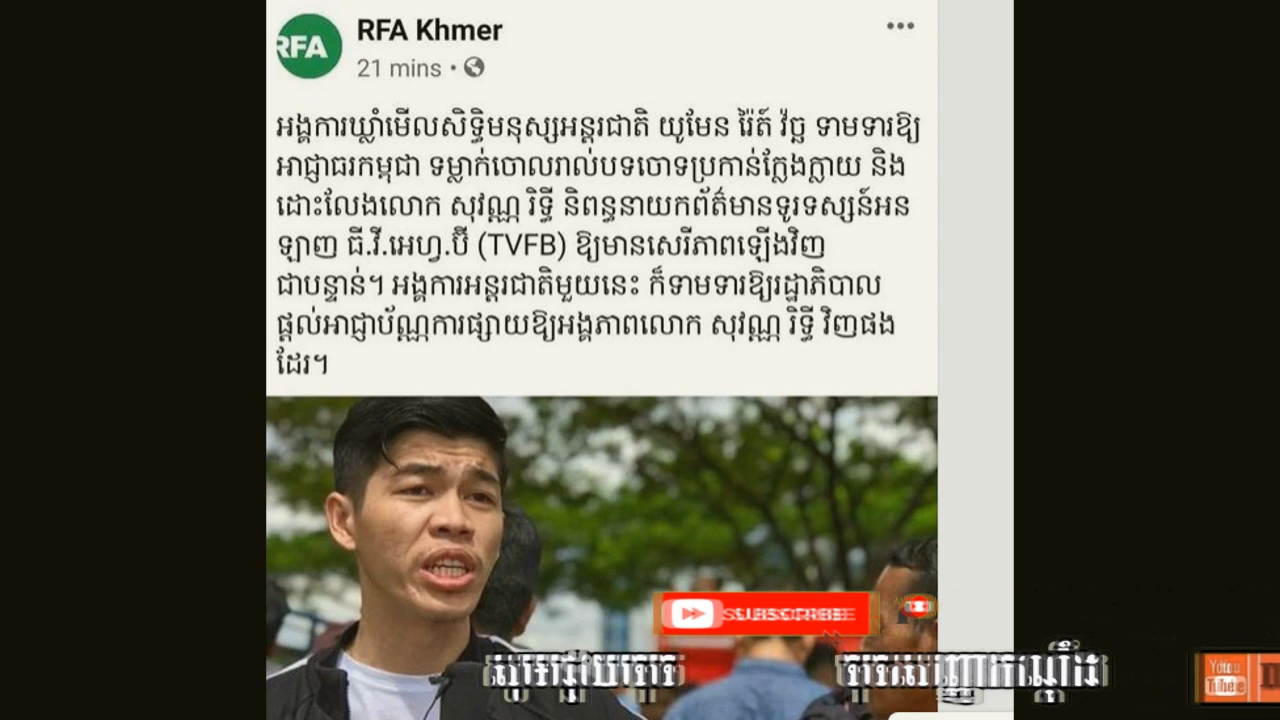 RFA
RFA Khmer
21 mins •
អង្គការឃ្លាំមើលសិទ្ធិមនុស្សអន្តរជាតិ យូមែន រ៉ៃត៍ វ៉ច្ឆ ទាមទារឱ្យ
អាជ្ញាធរកម្ពុជា ទម្លាក់ចោលរាល់បទចោទប្រកាន់ក្លែងក្លាយ និង
ដោះលែងលោក សុវណ្ណ រិទ្ធី និពន្ធនាយកព័ត៌មានទូរទស្សន៍អន
ឡាញ ធី.វី.អេហ្វ.ប៊ី (TVFB) ឱ្យមានសេរីភាពឡើងវិញ
ជាបន្ទាន់។ អង្គការអន្តរជាតិមួយនេះ ក៏ទាមទារឱ្យរដ្ឋាភិបាល
ផ្តល់អាជ្ញាប័ណ្ណការផ្សាយឱ្យអង្គភាពលោក សុវណ្ណ រិទ្ធី វិញផង
ដែរ។
SUBSCRIBE